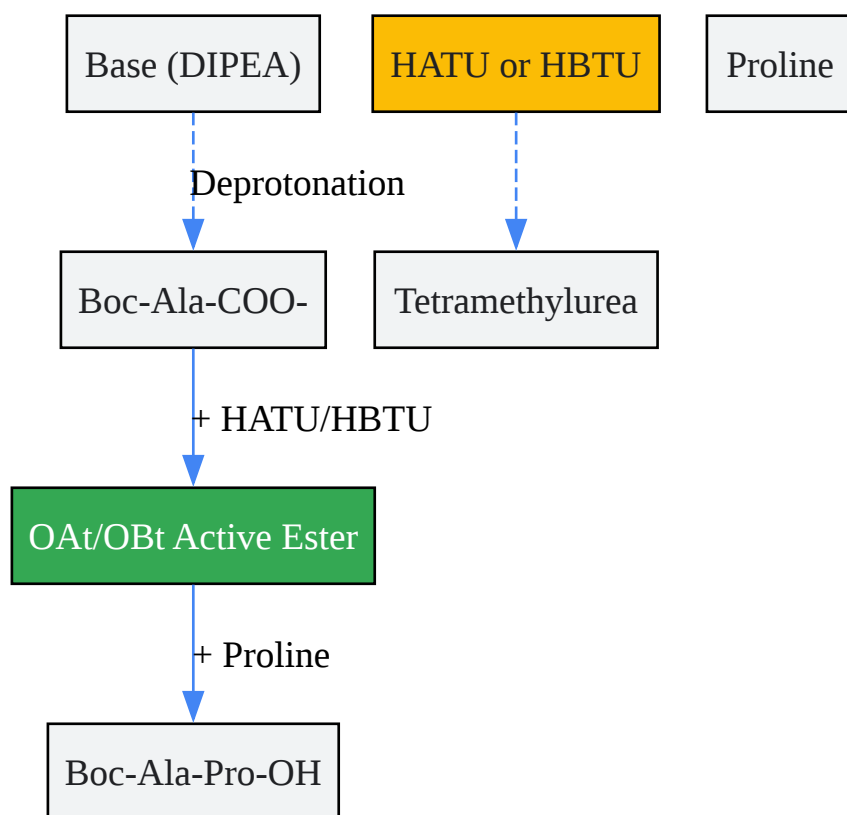 Base (DIPEA)
HATU or HBTU
Proline
Deprotonation
Boc-Ala-COO-
Tetramethylurea
+ HATU/HBTU
OAt/OBt Active Ester
+ Proline
Boc-Ala-Pro-OH